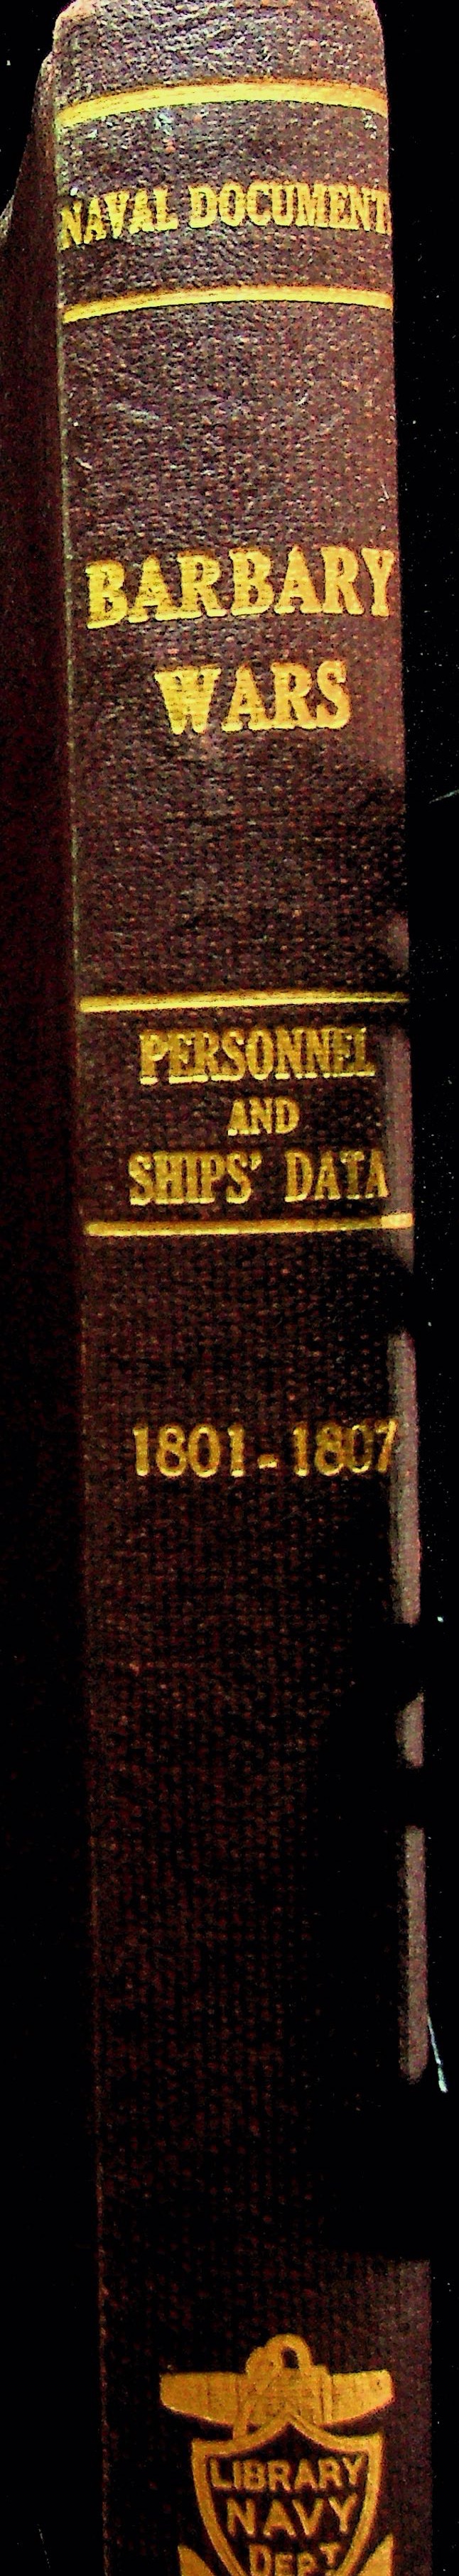 NAVAL DOCUMENT
BARBARY
WARS
PERSONNEL
AND
SHIPS' DATA
1801-1807
LIBRARY
NAVY
DEPT